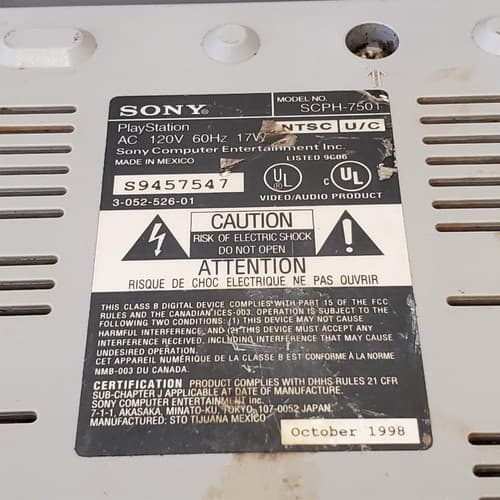 SONY®
MODEL NO. SCPH-7501
PlayStation
NTSC U/C
AC 120V 60Hz 17W
Sony Computer Entertainment Inc.
MADE IN MEXICO
LISTED 9G06
S9457547
UL C UL
3-052-526-01
VIDEO/AUDIO PRODUCT
CAUTION
RISK OF ELECTRIC SHOCK
DO NOT OPEN
ATTENTION
RISQUE DE CHOC ELECTRIQUE NE PAS OUVRIR
THIS CLASS B DIGITAL DEVICE COMPLIES WITH PART 15 OF THE FCC
RULES AND THE CANADIAN ICES-003. OPERATION IS SUBJECT TO THE
FOLLOWING TWO CONDITIONS: (1) THIS DEVICE MAY NOT CAUSE
HARMFUL INTERFERENCE, AND (2) THIS DEVICE MUST ACCEPT ANY
INTERFERENCE RECEIVED, INCLUDING INTERFERENCE THAT MAY CAUSE
UNDESIRED OPERATION.
CET APPAREIL NUMÉRIQUE DE LA CLASSE B EST CONFORME À LA NORME
NMB-003 DU CANADA.
CERTIFICATION PRODUCT COMPLIES WITH DHHS RULES 21 CFR
SUB-CHAPTER J APPLICABLE AT DATE OF MANUFACTURE.
SONY COMPUTER ENTERTAINMENT INC.
7-1-1, AKASAKA, MINATO-KU, TOKYO, 107-0052 JAPAN.
MANUFACTURED: STO TIJUANA MEXICO
October 1998